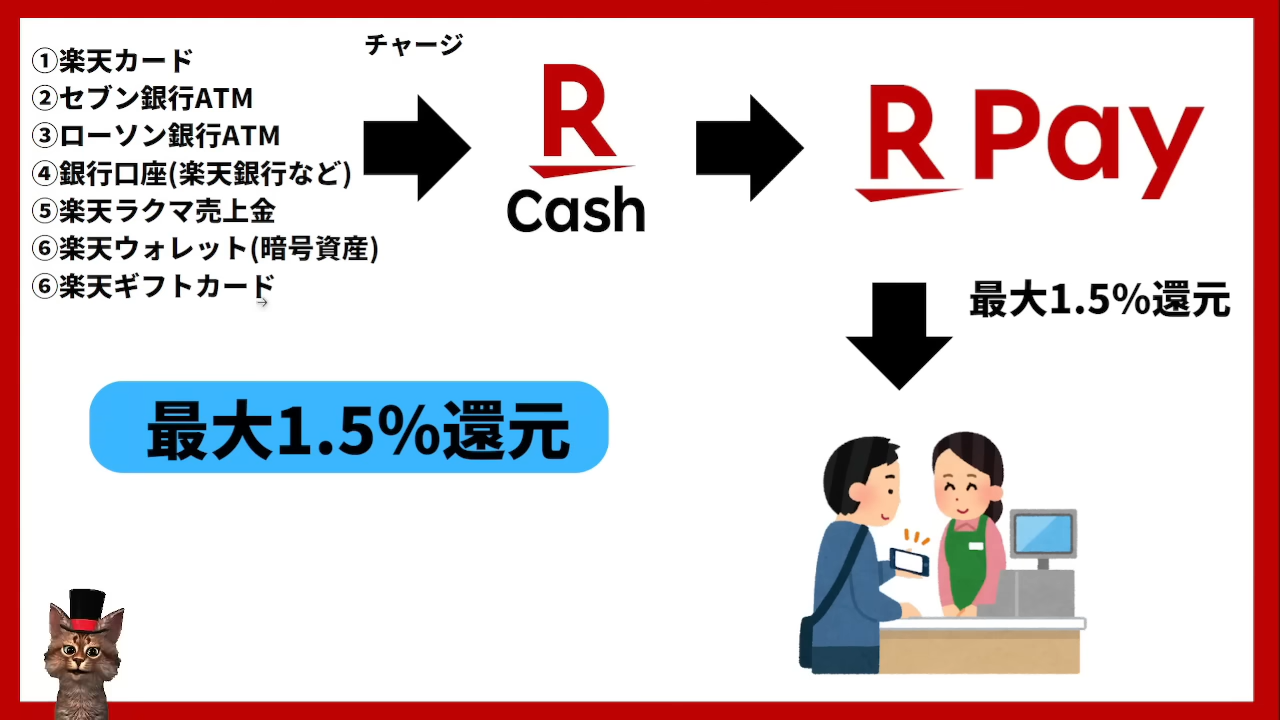 ①楽天カード
②セブン銀行ATM
③ローソン銀行ATM
④銀行口座(楽天銀行など)
⑤楽天ラクマ売上金
⑥楽天ウォレット(暗号資産)
⑥楽天ギフトカード
チャージ
R
Cash
R Pay
最大1.5%還元
最大1.5%還元